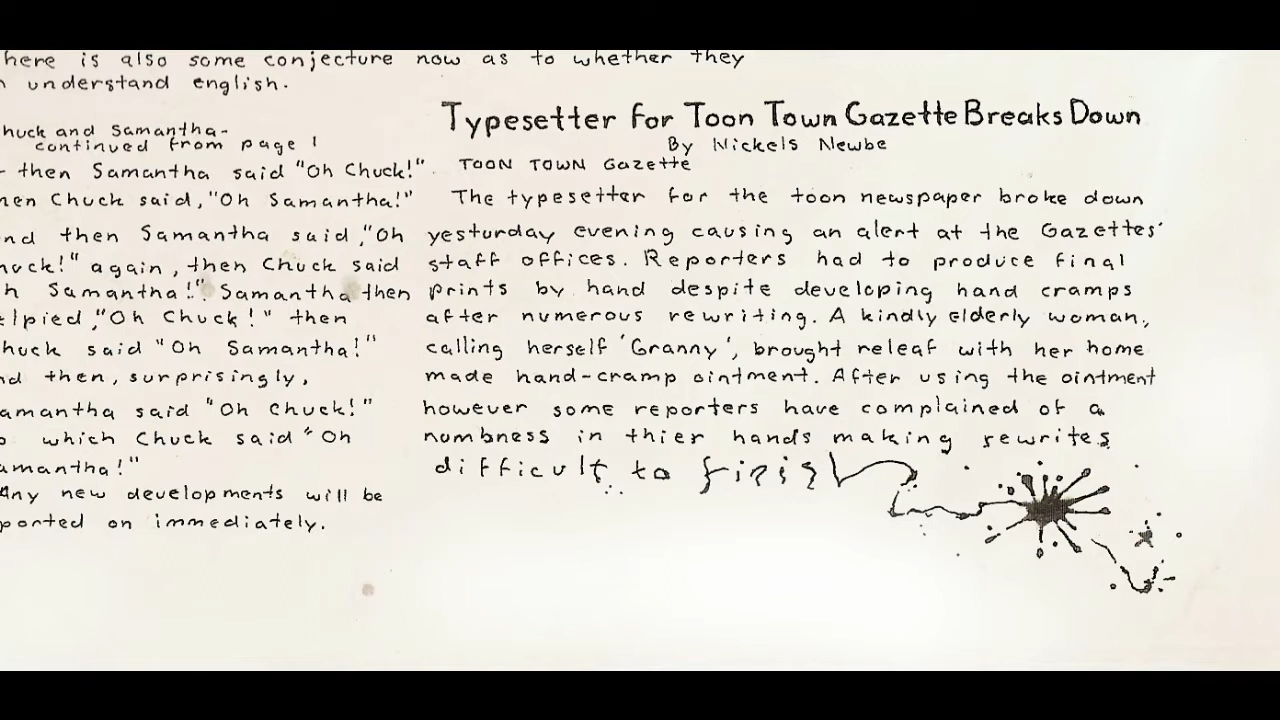 here is also some conjecture now as to whether they
n understand english.
huck and Samantha-
continued from page 1
- then Samantha said "Oh Chuck!"
hen Chuck said, "Oh Samantha!"
nd then Samantha said, "Oh
huck!" again, then Chuck said
h Samantha!" Samantha then
elpied, "Oh Chuck!" then
huck said "Oh Samantha!"
nd then, surprisingly,
amantha said "Oh Chuck!"
o which Chuck said "Oh
amantha!"
Any new developments will be
ported on immediately.
Typesetter for Toon Town Gazette Breaks Down
By Nickels Newbe
TOON TOWN Gazette
The typesetter for the toon newspaper broke down
yesturday evening causing an alert at the Gazettes'
staff offices. Reporters had to produce final
prints by hand despite developing hand cramps
after numerous rewriting. A kindly elderly woman,
calling herself 'Granny', brought releaf with her home
made hand-cramp ointment. After using the ointment
however some reporters have complained of a
numbness in thier hands making rewrites
difficult to finish